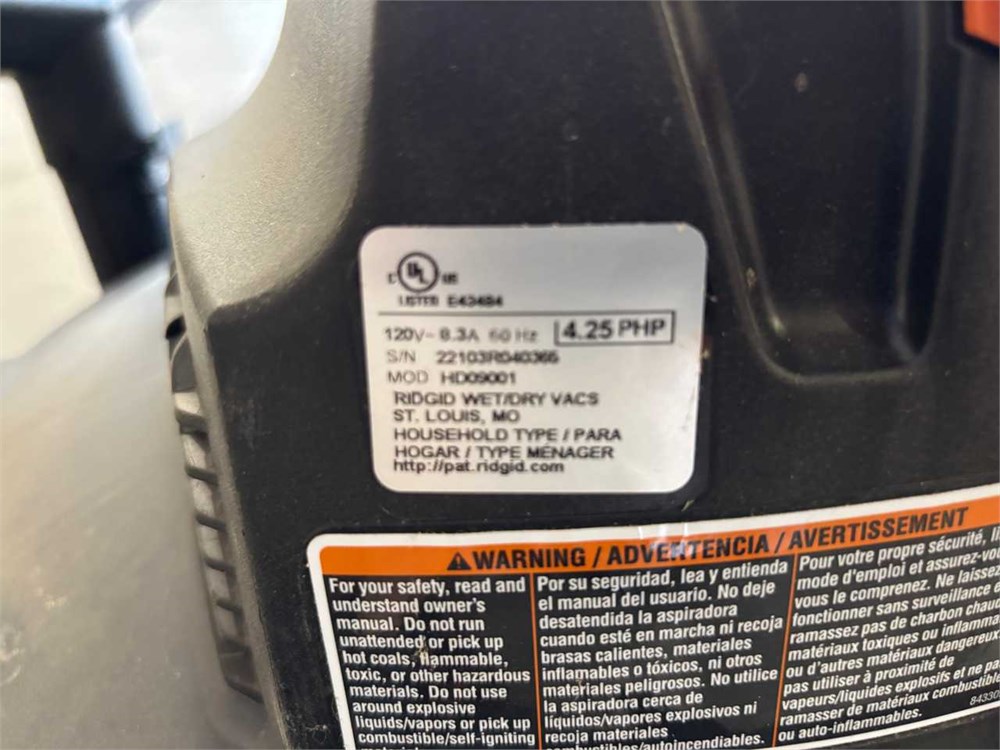 C UL US
LISTED E43484
120V~ 8.3A 60 Hz 4.25 PHP
S/N 22103R040366
MOD HD09001
RIDGID WET/DRY VACS
ST. LOUIS, MO
HOUSEHOLD TYPE / PARA
HOGAR / TYPE MÉNAGER
http://pat.ridgid.com
WARNING / ADVERTENCIA / AVERTISSEMENT
For your safety, read and
understand owner's
manual. Do not run
unattended or pick up
hot coals, flammable,
toxic, or other hazardous
materials. Do not use
around explosive
liquids/vapors or pick up
combustible/self-igniting
Por su seguridad, lea y entienda
el manual del usuario. No deje
desatendida la aspiradora
cuando esté en marcha ni recoja
brasas calientes, materiales
inflamables o tóxicos, ni otros
materiales peligrosos. No utilice
la aspiradora cerca de
líquidos/vapores explosivos ni
recoja materiales
combustibles/autoincendiables.
Pour votre propre sécurité,
mode d'emploi et
vous le comprenez. Ne
fonctionner sans surveillance
ramassez pas de charbon
matériaux toxiques ou
ou d'autres matériaux dangereux
pas utiliser à proximité de
vapeurs/liquides explosifs et ne
ramasser de matériaux
ou auto-inflammables.